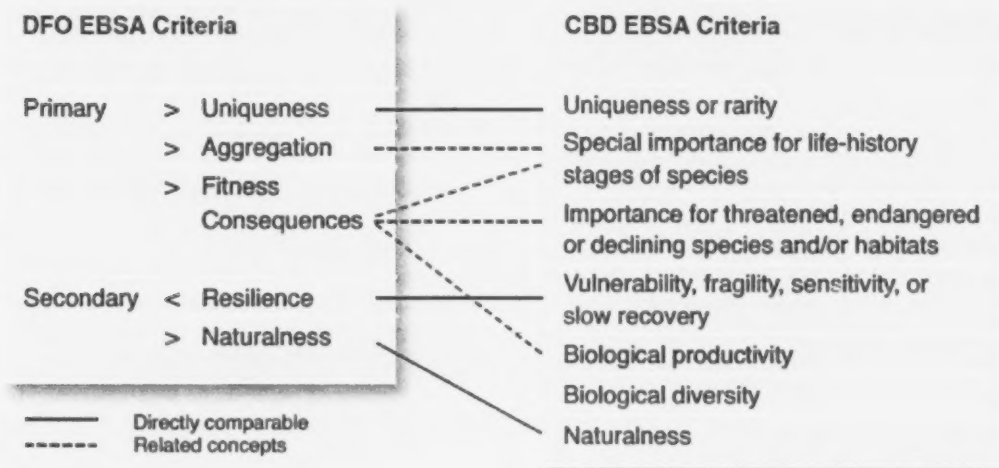 DFO EBSA Criteria
Primary > Uniqueness
> Aggregation
> Fitness
Consequences
Secondary < Resilience
> Naturalness
Directly comparable
Related concepts
CBD EBSA Criteria
Uniqueness or rarity
Special importance for life-history
stages of species
Importance for threatened, endangered
or declining species and/or habitats
Vulnerability, fragility, sensitivity, or
slow recovery
Biological productivity
Biological diversity
Naturalness